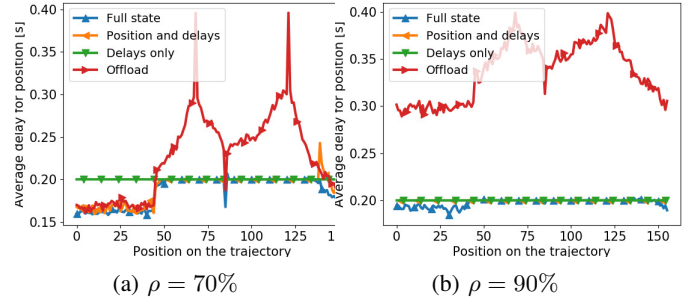 Average delay for position [s]
0.40
0.35
0.30
0.25
0.20
0.15
Full state
Position and delays
Delays only
Offload
0 25 50 75 100 125 1
Position on the trajectory
(a) ρ = 70%
Average delay for position [s]
0.40
0.35
0.30
0.25
0.20
Full state
Position and delays
Delays only
Offload
0 25 50 75 100 125 150
Position on the trajectory
(b) ρ = 90%